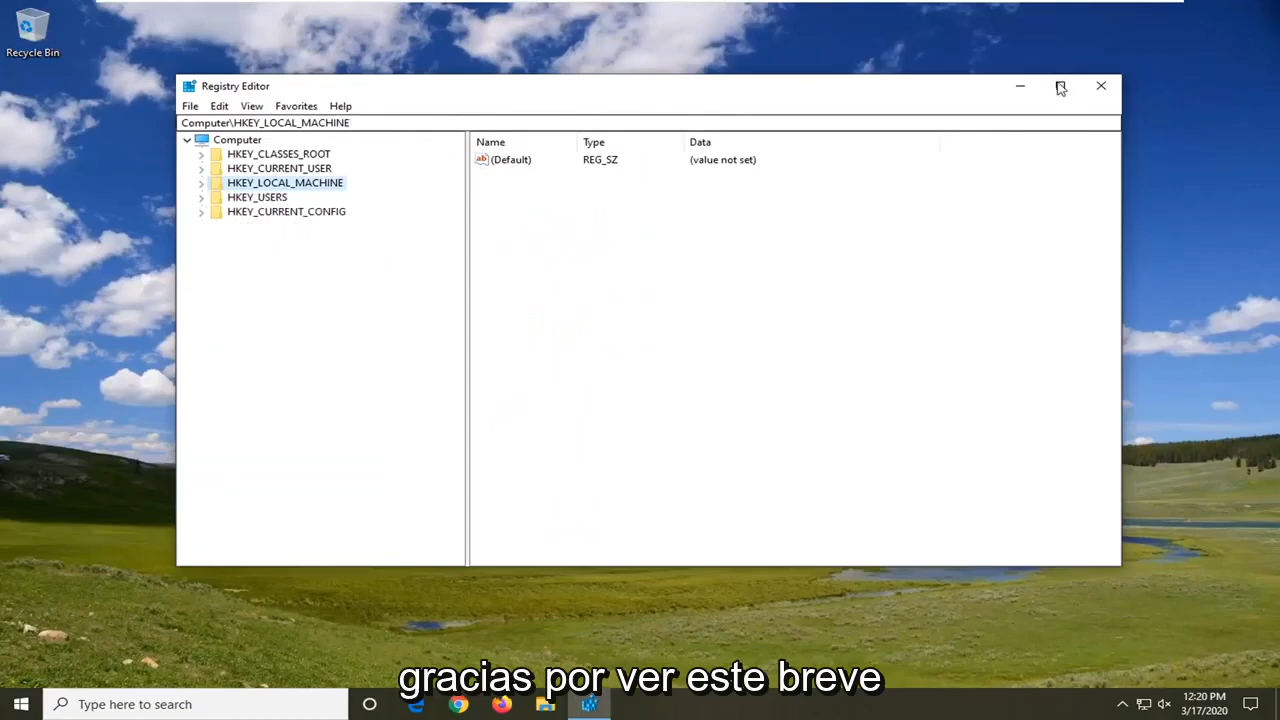 Recycle Bin
Registry Editor
File Edit View Favorites Help
Computer\HKEY_LOCAL_MACHINE
Computer
HKEY_CLASSES_ROOT
HKEY_CURRENT_USER
HKEY_LOCAL_MACHINE
HKEY_USERS
HKEY_CURRENT_CONFIG
Name Type Data
ab (Default) REG_SZ (value not set)
gracias por ver este breve
Type here to search
12:20 PM
3/17/2020